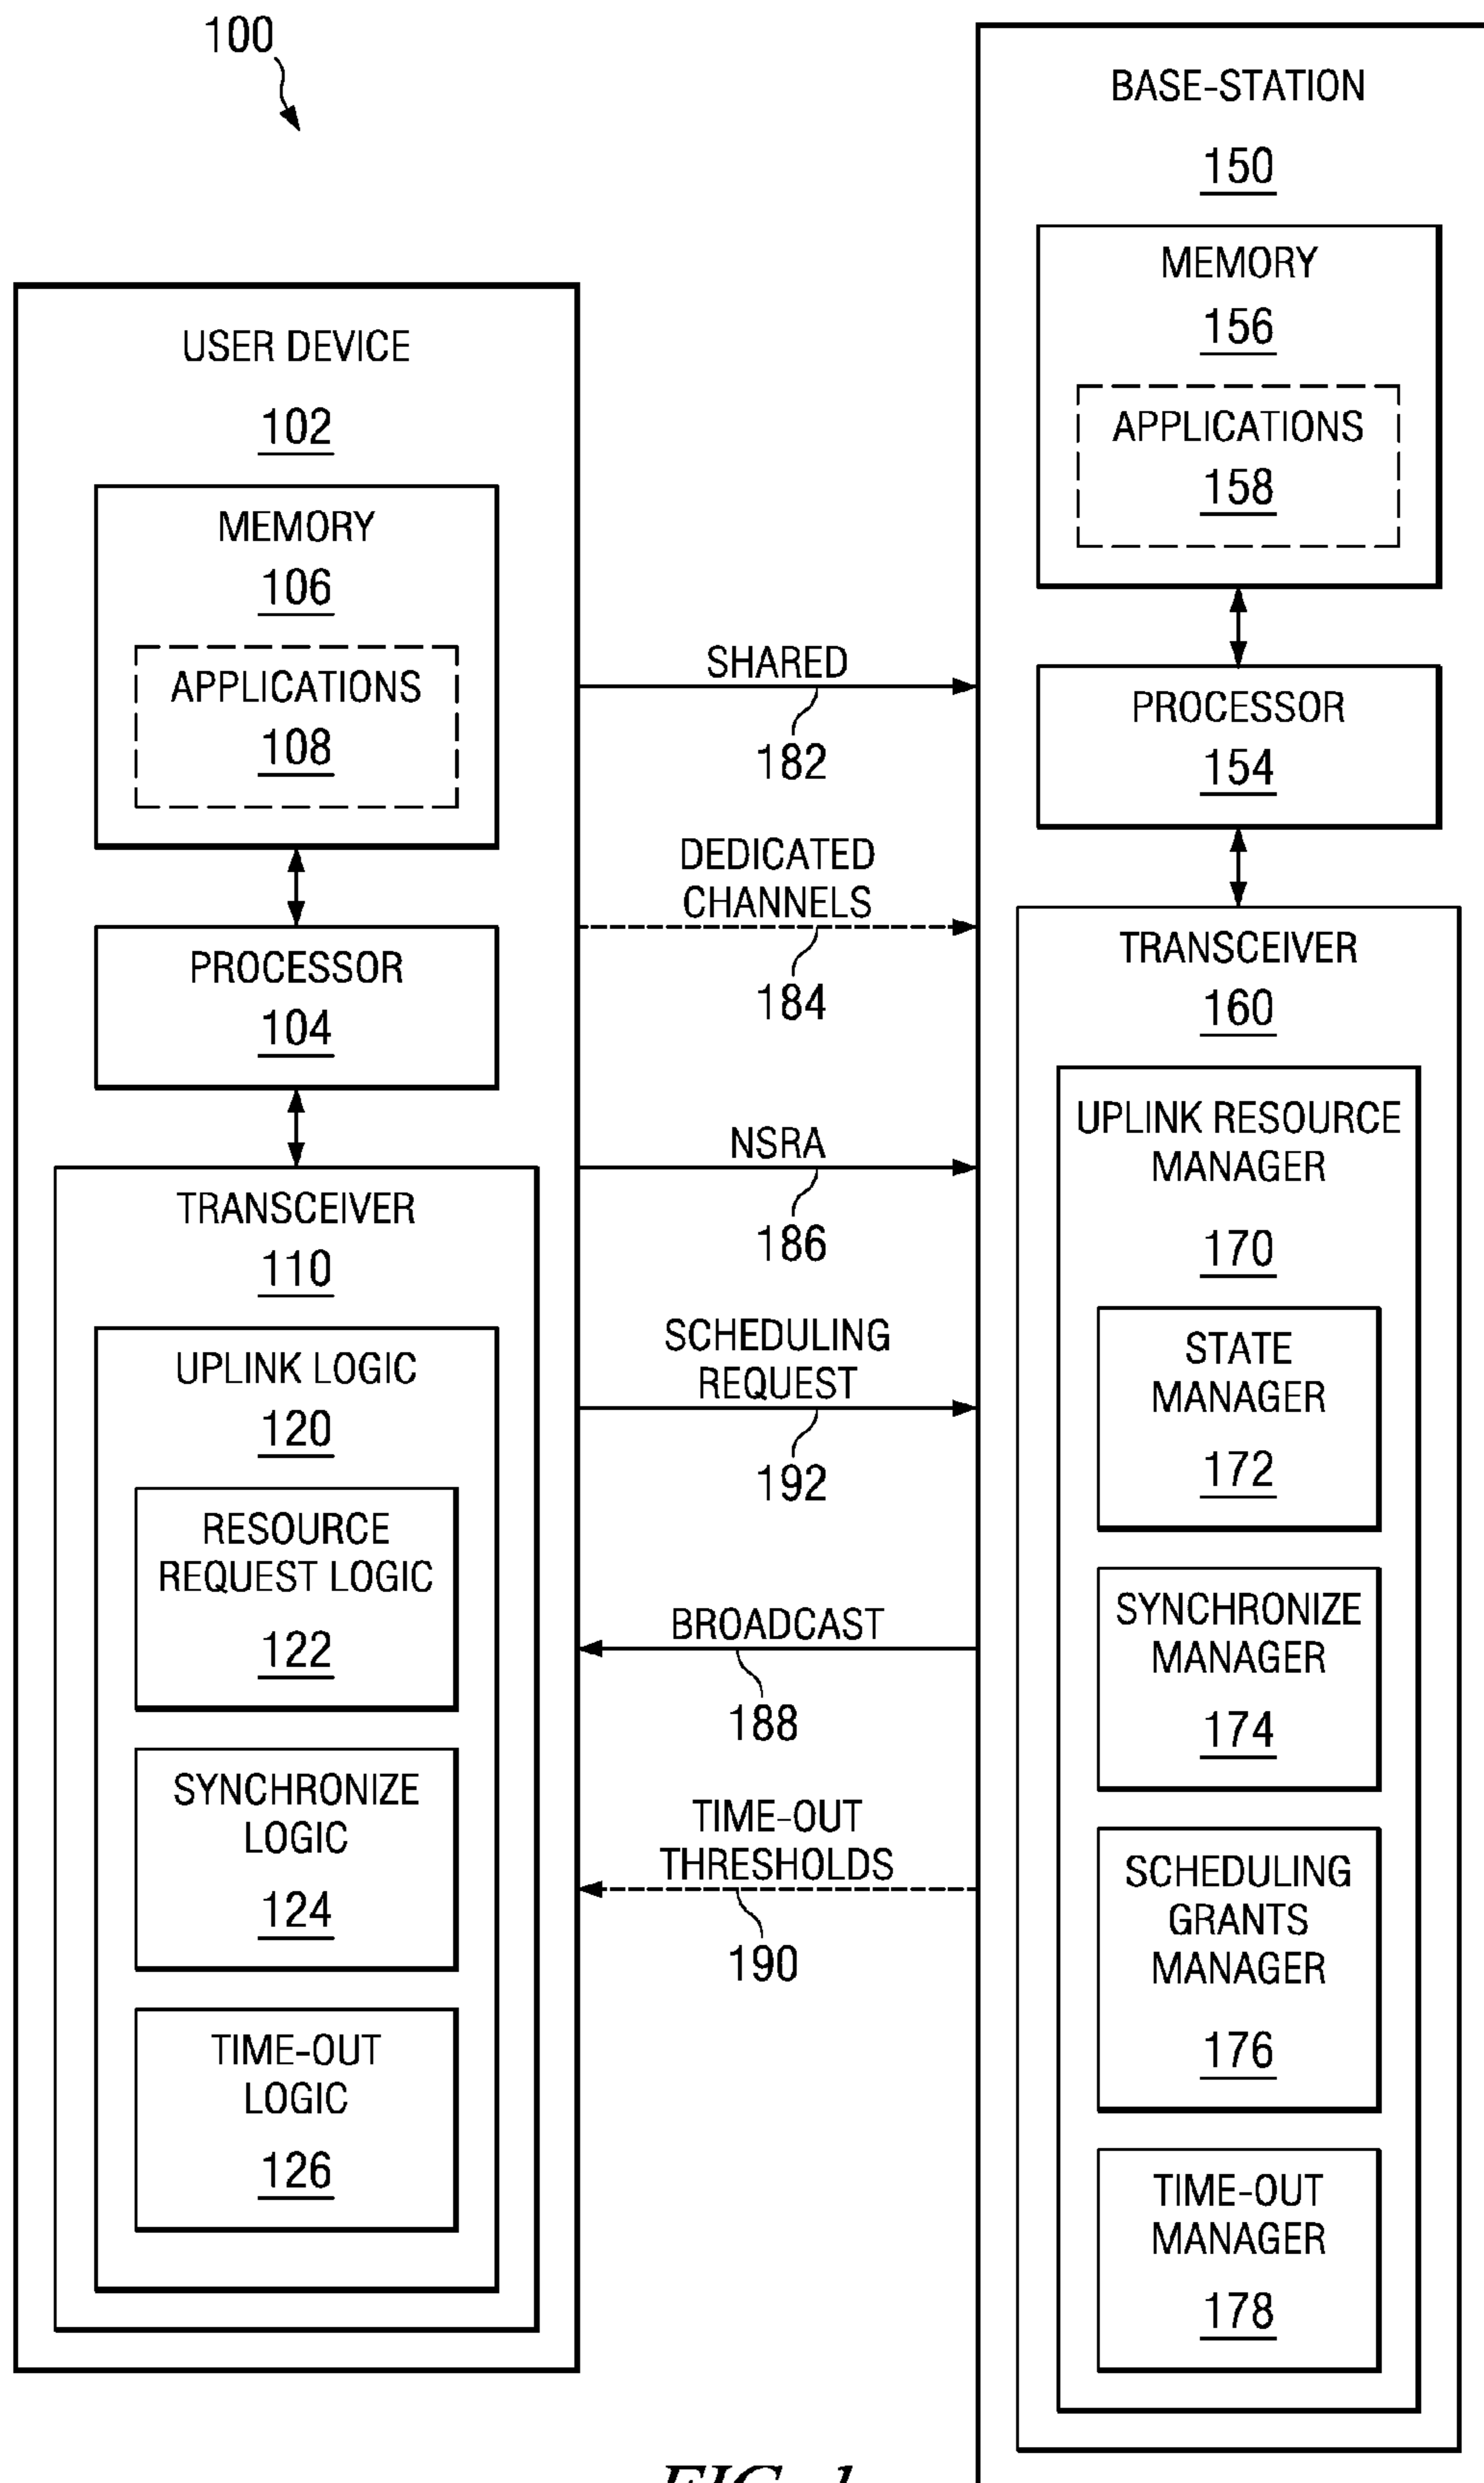 100
USER DEVICE
102
MEMORY
106
APPLICATIONS
108
PROCESSOR
104
TRANSCEIVER
110
UPLINK LOGIC
120
RESOURCE
REQUEST LOGIC
122
SYNCHRONIZE
LOGIC
124
TIME-OUT
LOGIC
126
SHARED
182
DEDICATED
CHANNELS
184
NSRA
186
SCHEDULING
REQUEST
192
BROADCAST
188
TIME-OUT
THRESHOLDS
190
BASE-STATION
150
MEMORY
156
APPLICATIONS
158
PROCESSOR
154
TRANSCEIVER
160
UPLINK RESOURCE
MANAGER
170
STATE
MANAGER
172
SYNCHRONIZE
MANAGER
174
SCHEDULING
GRANTS
MANAGER
176
TIME-OUT
MANAGER
178
FIG. 1